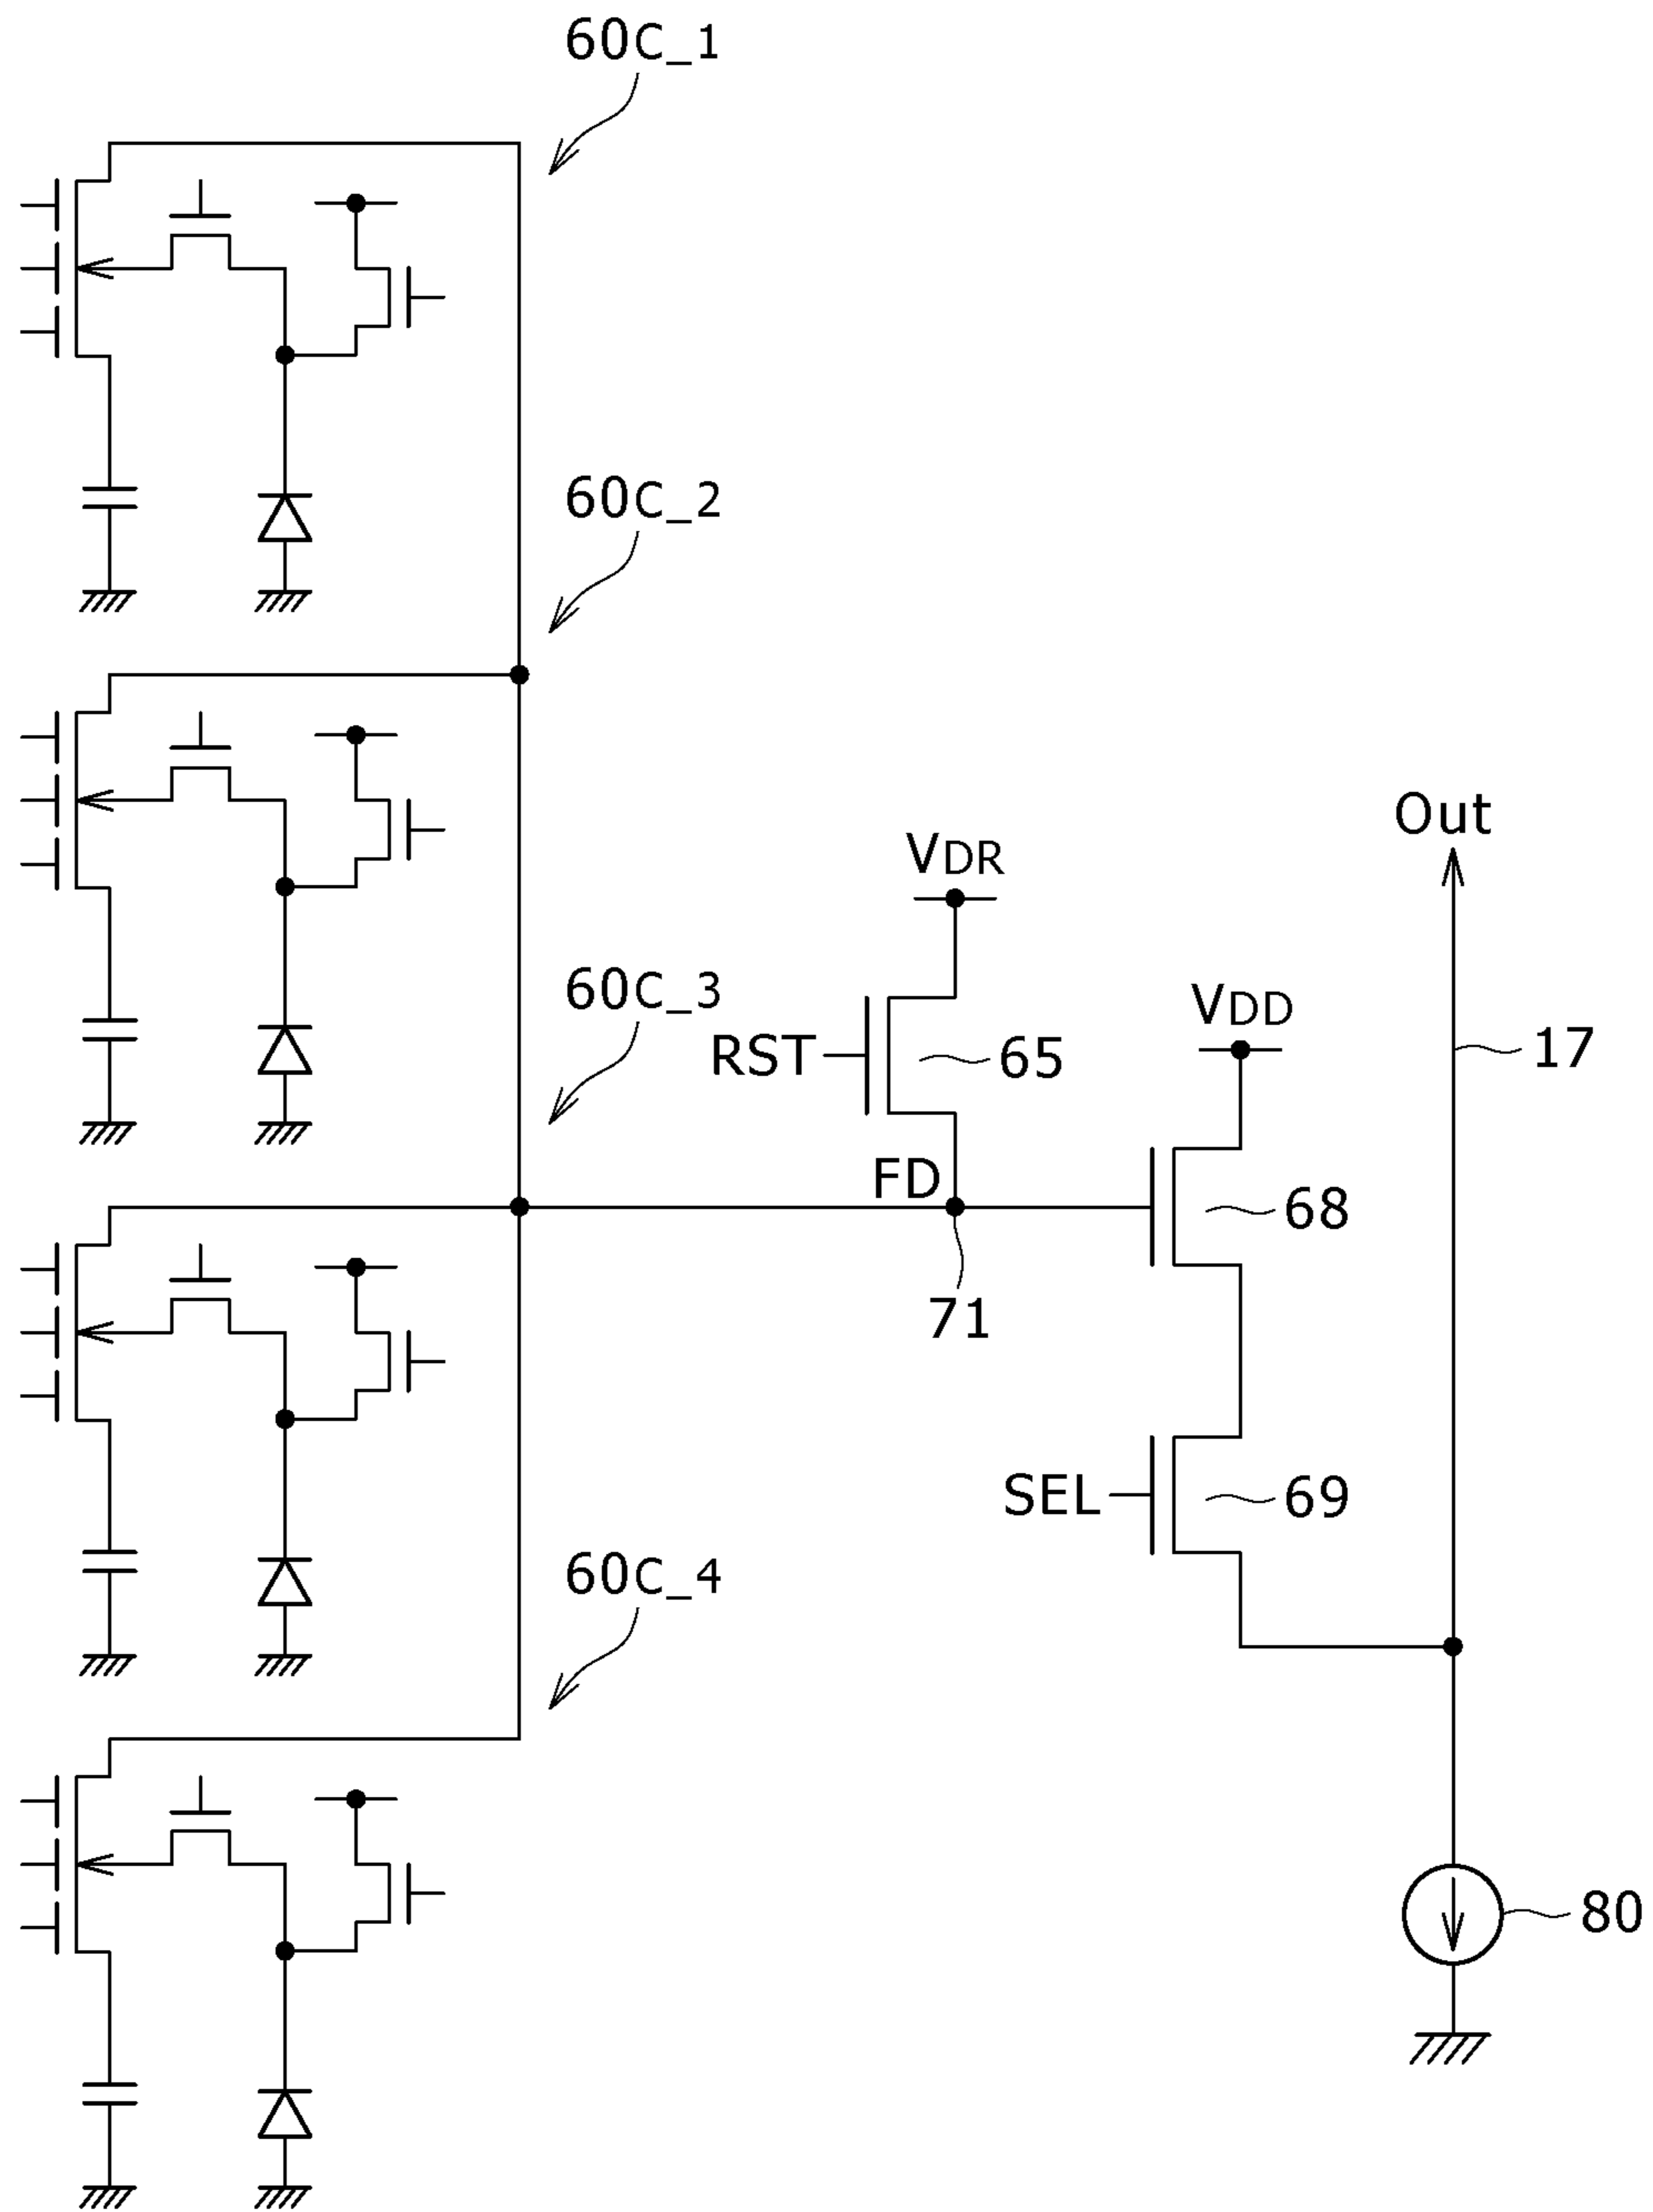 60C_1
60C_2
Out
VDR
60C_3
VDD
RST
65
17
FD
68
71
SEL
69
60C_4
80